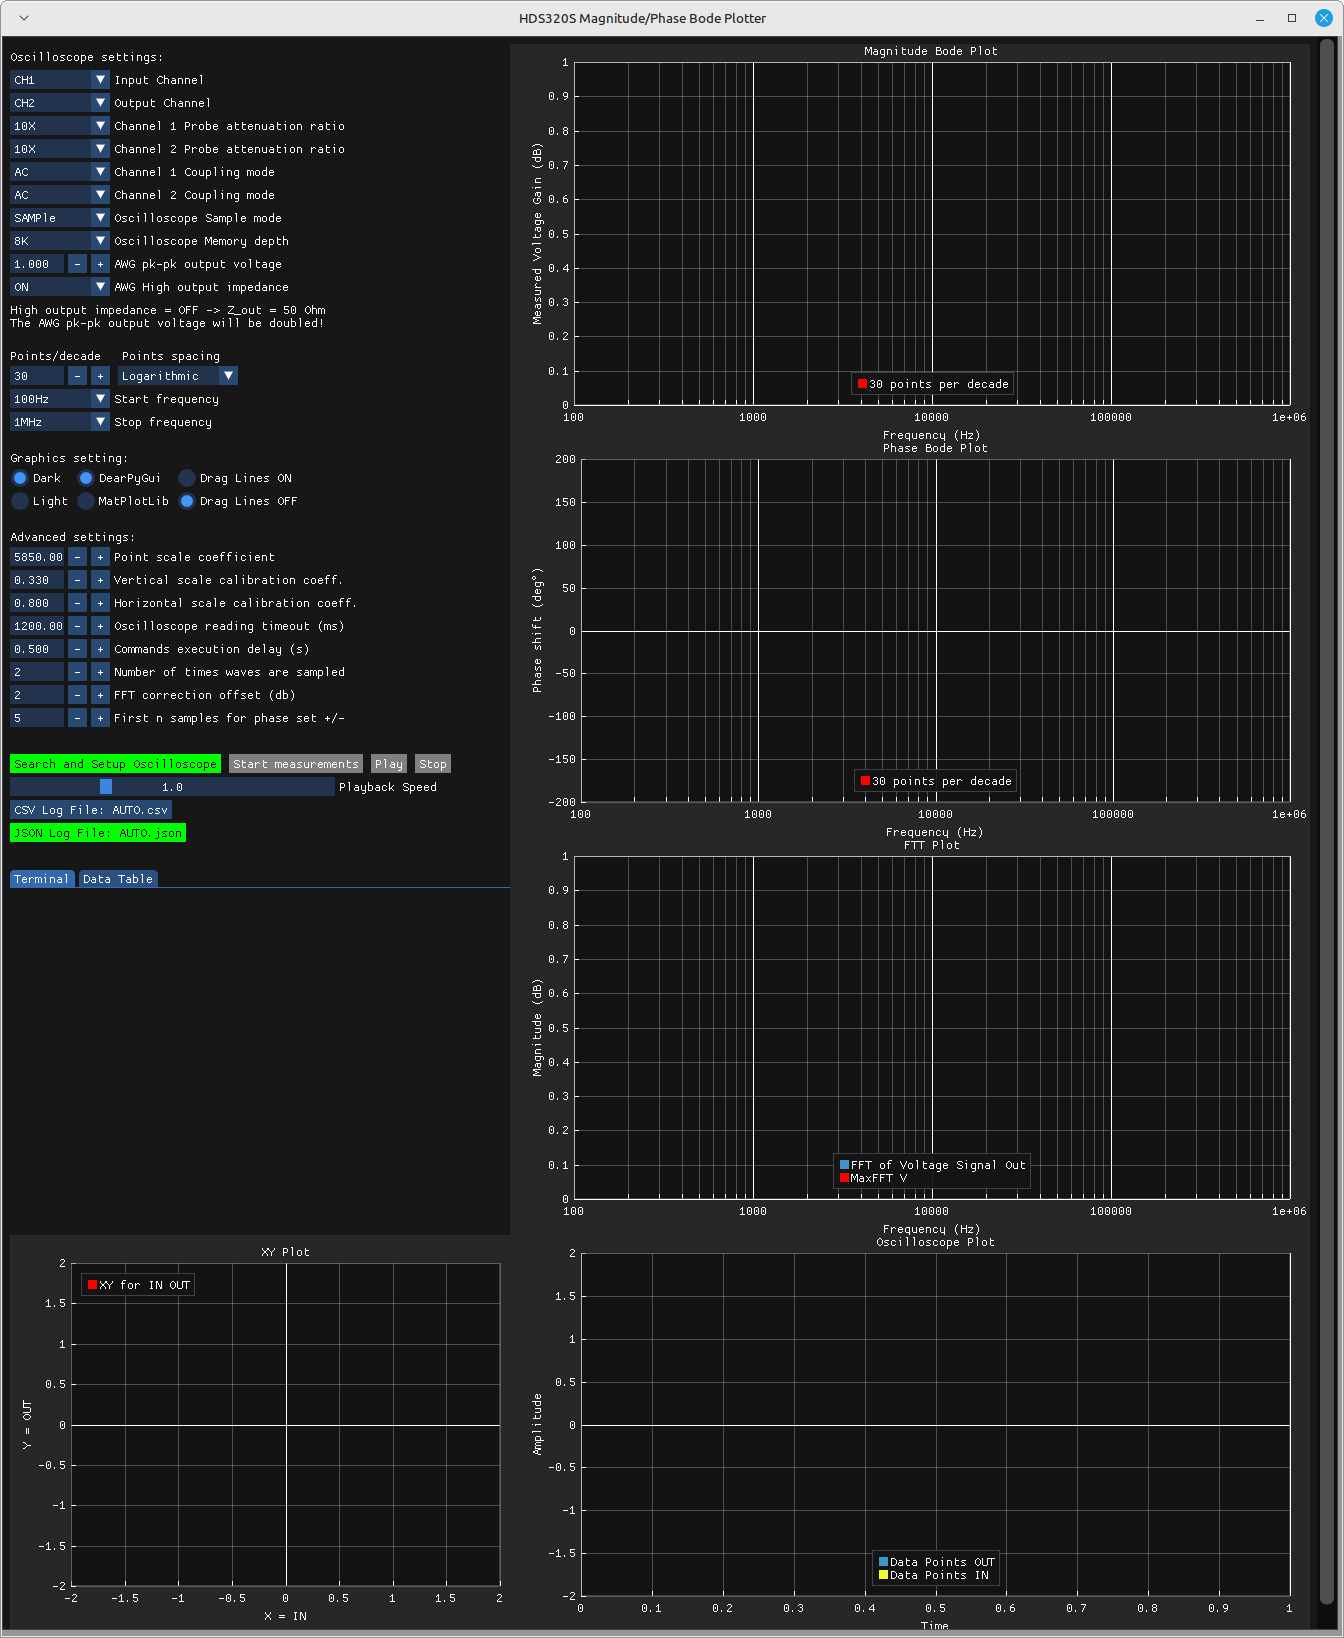 HDS320S Magnitude/Phase Bode Plotter
Oscilloscope settings:
CH1 Input Channel
CH2 Output Channel
10X Channel 1 Probe attenuation ratio
10X Channel 2 Probe attenuation ratio
AC Channel 1 Coupling mode
AC Channel 2 Coupling mode
SAMPle Oscilloscope Sample mode
8K Oscilloscope Memory depth
1.000 - + AWG pk-pk output voltage
ON AWG High output impedance
High output impedance = OFF -> Z_out = 50 Ohm
The AWG pk-pk output voltage will be doubled!
Points/decade Points spacing
30 - + Logarithmic
100Hz Start frequency
1MHz Stop frequency
Graphics setting:
Dark DearPyGui Drag Lines ON
Light MatPlotLib Drag Lines OFF
Advanced settings:
5850.00 - + Point scale coefficient
0.330 - + Vertical scale calibration coeff.
0.800 - + Horizontal scale calibration coeff.
1200.00 - + Oscilloscope reading timeout (ms)
0.500 - + Commands execution delay (s)
2 - + Number of times waves are sampled
2 - + FFT correction offset (db)
5 - + First n samples for phase set +/-
Search and Setup Oscilloscope Start measurements Play Stop
1.0 Playback Speed
CSV Log File: AUTO.csv
JSON Log File: AUTO.json
Terminal Data Table
XY Plot
XY for IN OUT
Y = OUT
2
1.5
1
0.5
0
-0.5
-1
-1.5
-2
-2 -1.5 -1 -0.5 0 0.5 1 1.5 2
X = IN
Magnitude Bode Plot
Measured Voltage Gain (dB)
1
0.9
0.8
0.7
0.6
0.5
0.4
0.3
0.2
0.1
0
30 points per decade
100 1000 10000 100000 1e+06
Frequency (Hz)
Phase Bode Plot
Phase shift (deg°)
200
150
100
50
0
-50
-100
-150
-200
30 points per decade
100 1000 10000 100000 1e+06
Frequency (Hz)
FTT Plot
Magnitude (dB)
1
0.9
0.8
0.7
0.6
0.5
0.4
0.3
0.2
0.1
0
FFT of Voltage Signal Out
MaxFFT V
100 1000 10000 100000 1e+06
Frequency (Hz)
Oscilloscope Plot
Amplitude
2
1.5
1
0.5
0
-0.5
-1
-1.5
-2
Data Points OUT
Data Points IN
0 0.1 0.2 0.3 0.4 0.5 0.6 0.7 0.8 0.9 1
Time